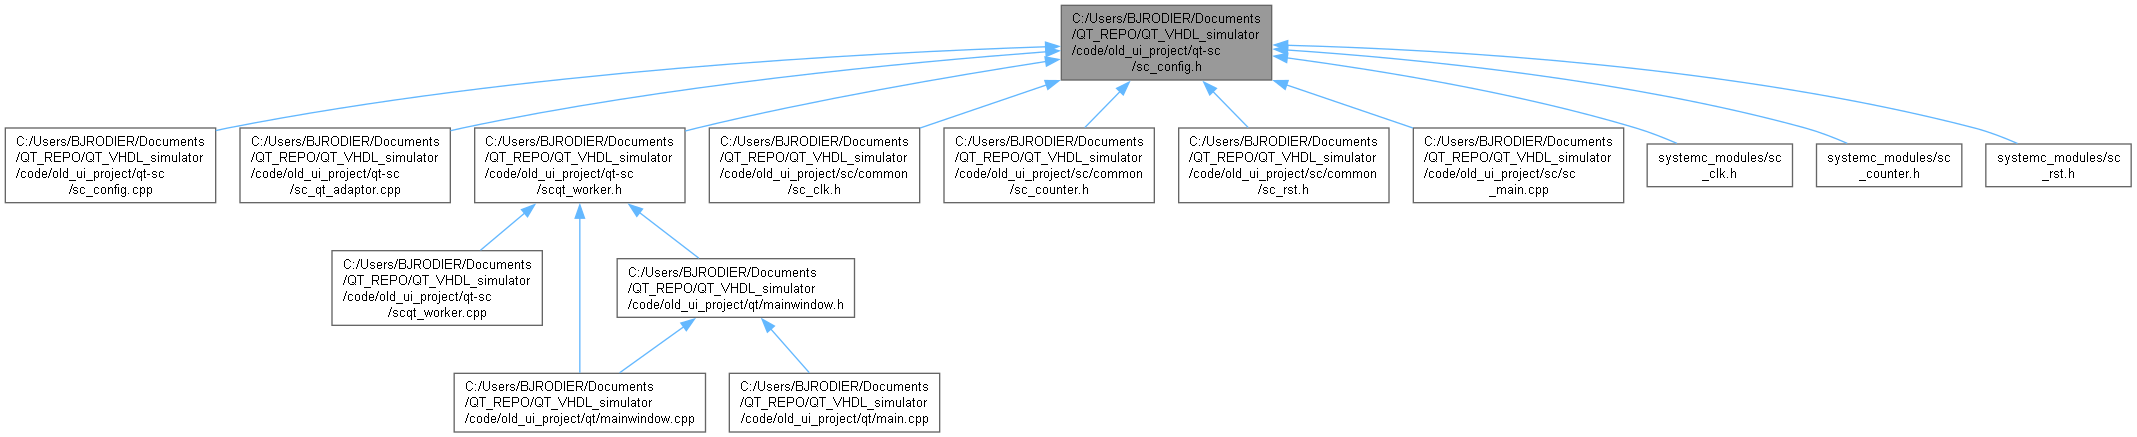 C:/Users/BJRODIER/Documents
/QT_REPO/QT_VHDL_simulator
/code/old_ui_project/qt-sc
/sc_config.h
C:/Users/BJRODIER/Documents
/QT_REPO/QT_VHDL_simulator
/code/old_ui_project/qt-sc
/sc_config.cpp
C:/Users/BJRODIER/Documents
/QT_REPO/QT_VHDL_simulator
/code/old_ui_project/qt-sc
/sc_qt_adaptor.cpp
C:/Users/BJRODIER/Documents
/QT_REPO/QT_VHDL_simulator
/code/old_ui_project/qt-sc
/scqt_worker.h
C:/Users/BJRODIER/Documents
/QT_REPO/QT_VHDL_simulator
/code/old_ui_project/sc/common
/sc_clk.h
C:/Users/BJRODIER/Documents
/QT_REPO/QT_VHDL_simulator
/code/old_ui_project/sc/common
/sc_counter.h
C:/Users/BJRODIER/Documents
/QT_REPO/QT_VHDL_simulator
/code/old_ui_project/sc/common
/sc_rst.h
C:/Users/BJRODIER/Documents
/QT_REPO/QT_VHDL_simulator
/code/old_ui_project/sc/sc
_main.cpp
systemc_modules/sc
_clk.h
systemc_modules/sc
_counter.h
systemc_modules/sc
_rst.h
C:/Users/BJRODIER/Documents
/QT_REPO/QT_VHDL_simulator
/code/old_ui_project/qt-sc
/scqt_worker.cpp
C:/Users/BJRODIER/Documents
/QT_REPO/QT_VHDL_simulator
/code/old_ui_project/qt/mainwindow.h
C:/Users/BJRODIER/Documents
/QT_REPO/QT_VHDL_simulator
/code/old_ui_project/qt/mainwindow.cpp
C:/Users/BJRODIER/Documents
/QT_REPO/QT_VHDL_simulator
/code/old_ui_project/qt/main.cpp